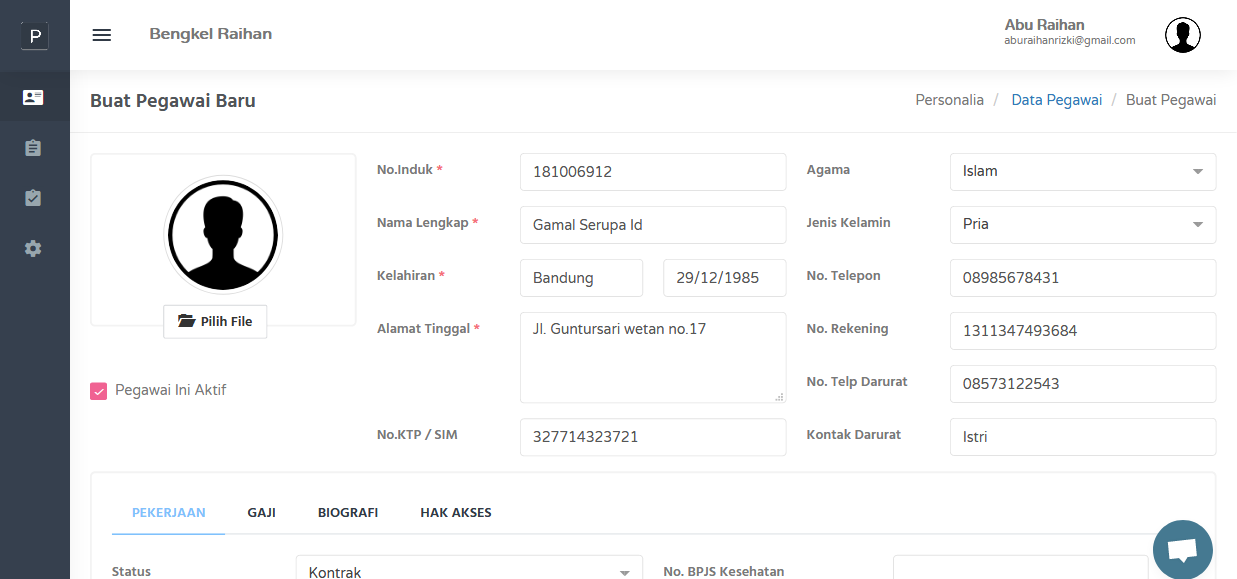 P
Bengkel Raihan
Abu Raihan
aburaihanrizki@gmail.com
Buat Pegawai Baru
Personalia / Data Pegawai / Buat Pegawai
Pilih File
Pegawai Ini Aktif
No.Induk *
181006912
Nama Lengkap *
Gamal Serupa Id
Kelahiran *
Bandung
29/12/1985
Alamat Tinggal *
Jl. Guntursari wetan no.17
No.KTP / SIM
327714323721
Agama
Islam
Jenis Kelamin
Pria
No. Telepon
08985678431
No. Rekening
1311347493684
No. Telp Darurat
08573122543
Kontak Darurat
Istri
PEKERJAAN GAJI BIOGRAFI HAK AKSES
Status
Kontrak
No. BPJS Kesehatan